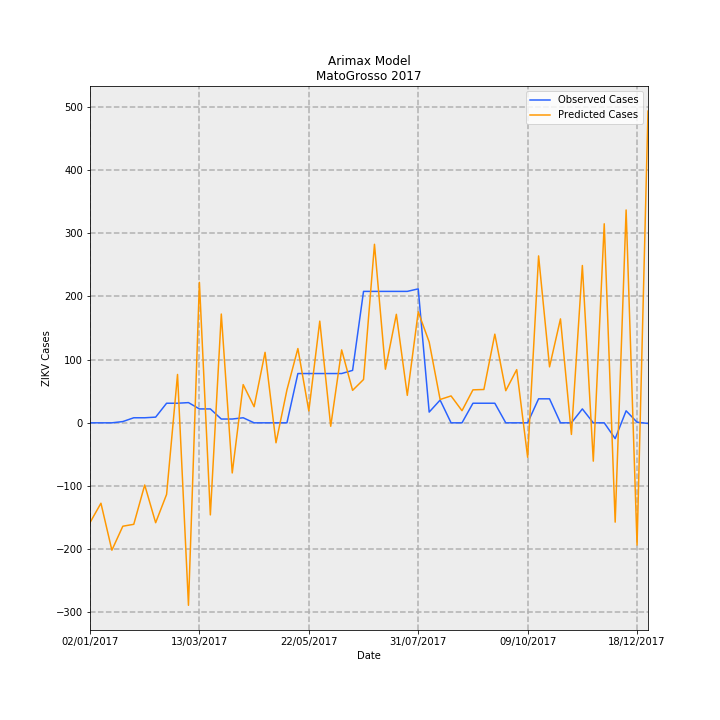 Arimax Model
MatoGrosso 2017
Observed Cases
Predicted Cases
500
400
300
200
100
0
−100
−200
−300
ZIKV Cases
02/01/2017 13/03/2017 22/05/2017 31/07/2017 09/10/2017 18/12/2017
Date